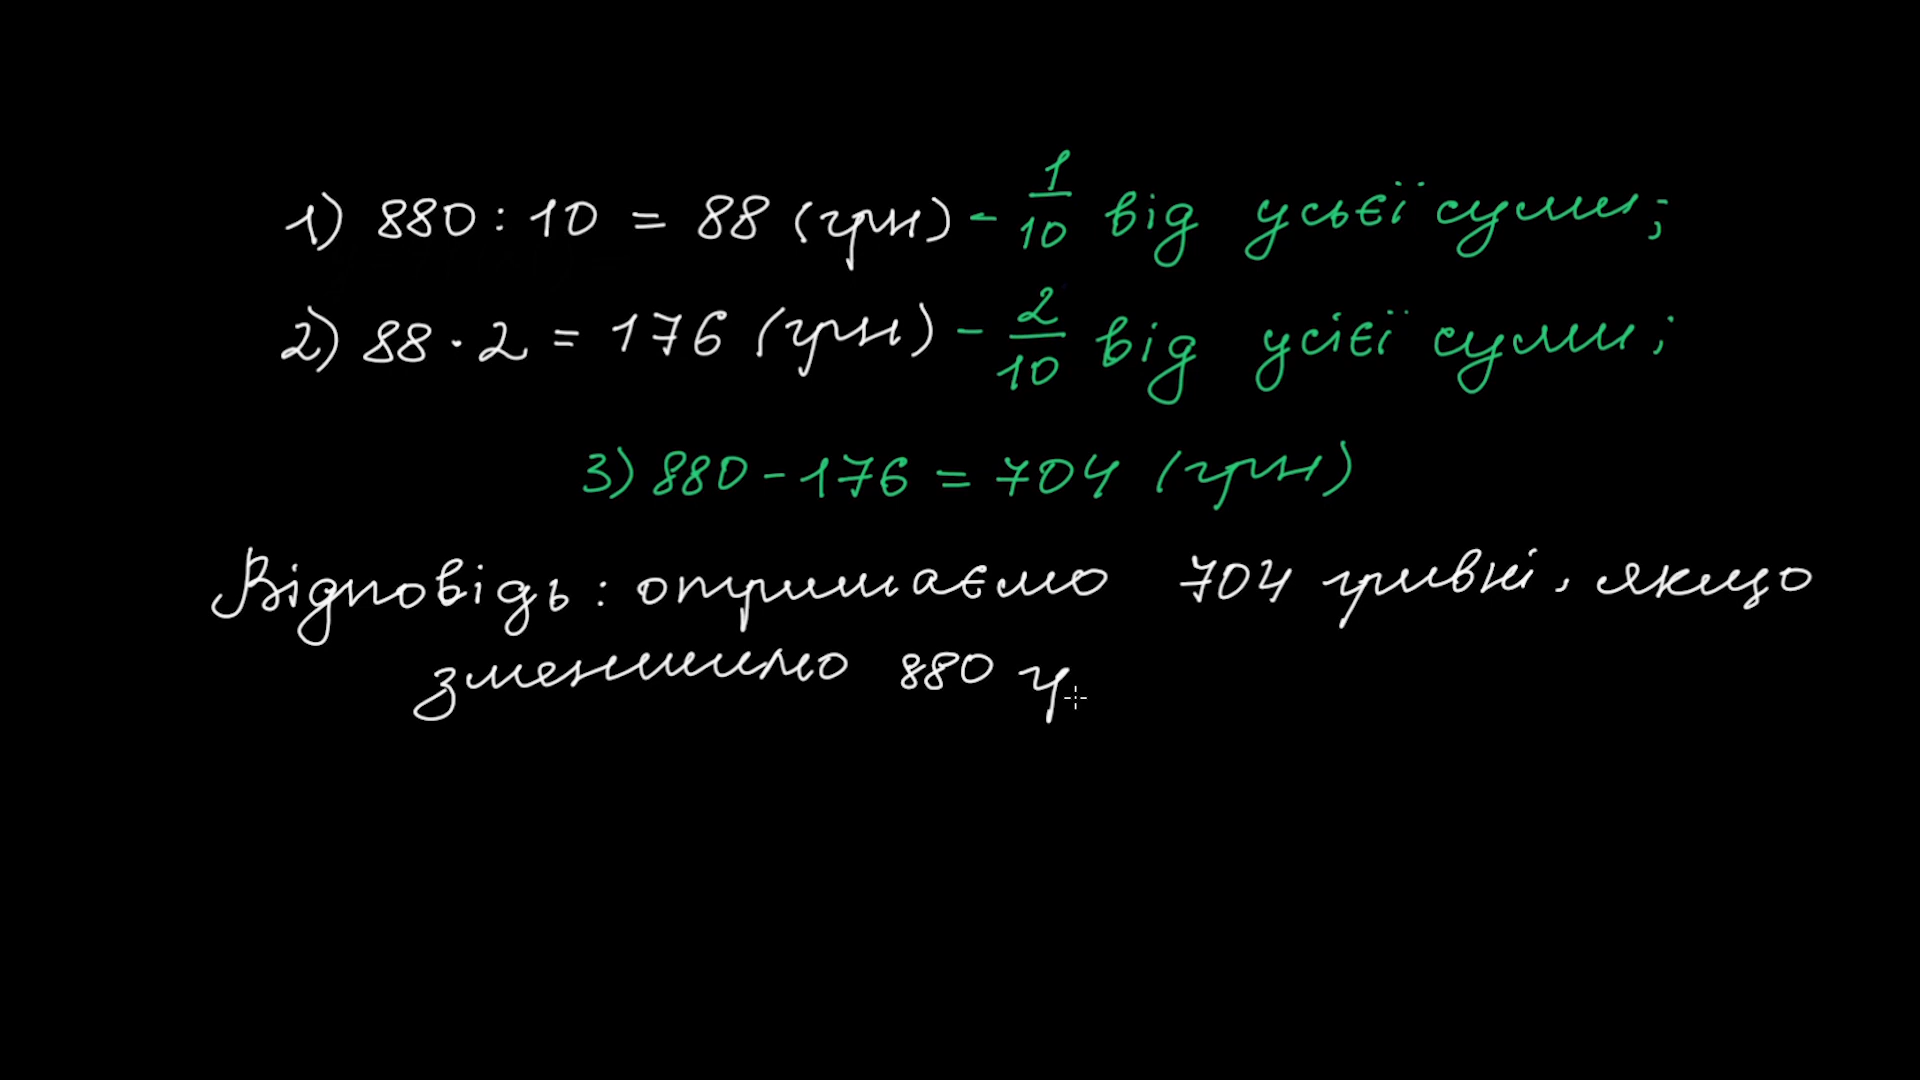 1) 880 : 10 = 88 (грн) - 1/10 від усьєї суми;
2) 88 · 2 = 176 (грн) - 2/10 від усієї суми;
3) 880 - 176 = 704 (грн)
Відповідь: отримаємо 704 гривні, якщо
зменшимо 880 г